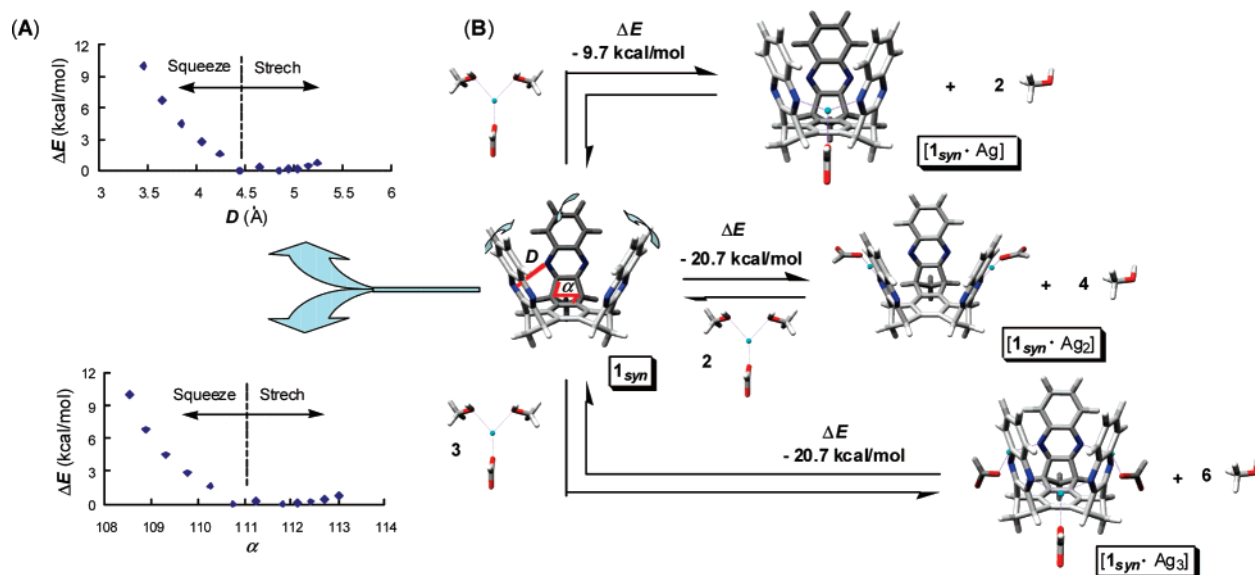 (A)
12
9
6
3
0
ΔE (kcal/mol)
Squeeze
Strech
3 3.5 4 4.5 5 5.5 6
D (Å)
12
9
6
3
0
ΔE (kcal/mol)
Squeeze
Strech
108 109 110 111 112 113 114
α
(B)
ΔE
- 9.7 kcal/mol
+ 2
[1syn · Ag]
D
α
1syn
ΔE
- 20.7 kcal/mol
2
+ 4
[1syn · Ag2]
3
ΔE
- 20.7 kcal/mol
+ 6
[1syn · Ag3]